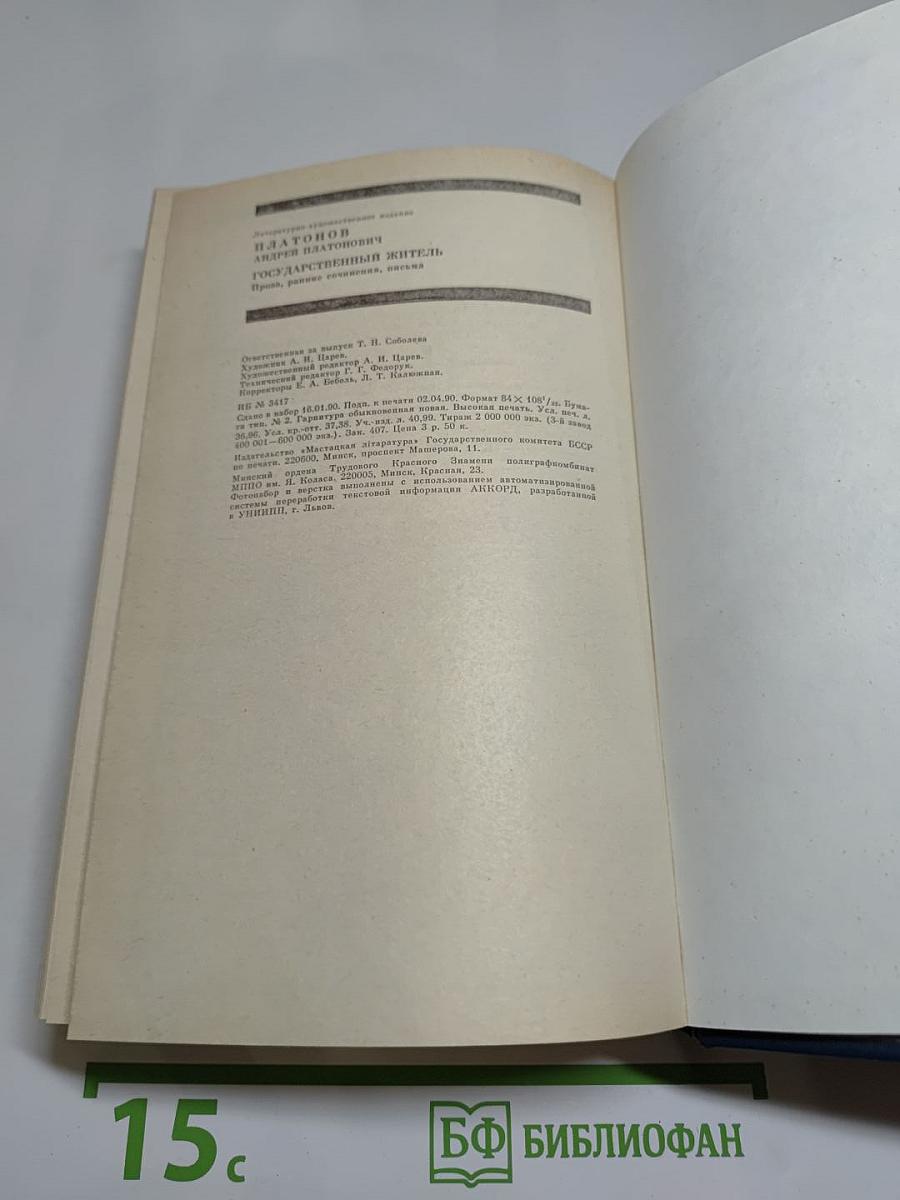 Литературно-художественное издание
ПЛАТОНОВ
АНДРЕЙ ПЛАТОНОВИЧ
ГОСУДАРСТВЕННЫЙ ЖИТЕЛЬ
Проза, ранние сочинения, письма
Ответственная за выпуск Т. Н. Соболева
Художник А. И. Царев.
Художественный редактор А. И. Царев.
Технический редактор Г. Г. Федорук.
Корректоры Е. А. Бебель, Л. Т. Калюжная.
ИБ № 3417
Сдано в набор 16.01.90. Подп. к печати 02.04.90. Формат 84×108¹/₃₂. Бума-
га тип. № 2. Гарнитура обыкновенная новая. Высокая печать. Усл. печ. л.
36,96. Усл. кр.-отт. 37,38. Уч.-изд. л. 40,99. Тираж 2 000 000 экз. (3-й завод
400 001—600 000 экз.). Зак. 407. Цена 3 р. 50 к.
Издательство «Мастацкая літаратура» Государственного комитета БССР
по печати. 220600, Минск, проспект Машерова, 11.
Минский ордена Трудового Красного Знамени полиграфкомбинат
МППО им. Я. Коласа. 220005, Минск, Красная, 23.
Фотонабор и верстка выполнены с использованием автоматизированной
системы переработки текстовой информации АККОРД, разработанной
в УНИИПП, г. Львов.
15 с
БФ БИБЛИОФАН